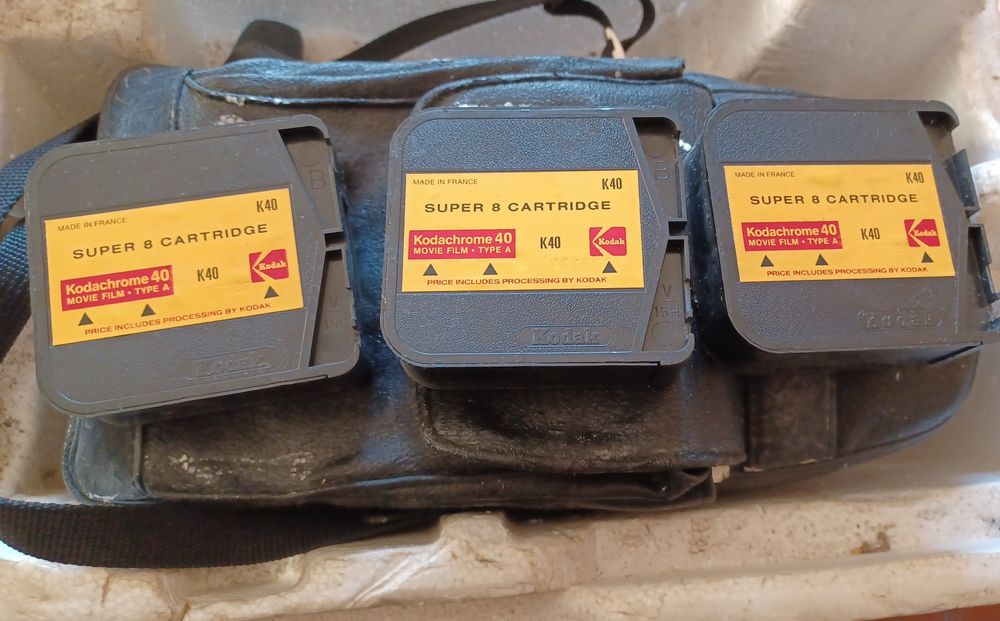 MADE IN FRANCE
K40
SUPER 8 CARTRIDGE
Kodachrome 40
MOVIE FILM • TYPE A
K40
Kodak
PRICE INCLUDES PROCESSING BY KODAK
Kodak
B
MADE IN FRANCE
K40
SUPER 8 CARTRIDGE
Kodachrome 40
MOVIE FILM • TYPE A
K40
Kodak
PRICE INCLUDES PROCESSING BY KODAK
Kodak
B
V
15H
C
MADE IN FRANCE
K40
SUPER 8 CARTRIDGE
Kodachrome 40
MOVIE FILM • TYPE A
K40
Kodak
PRICE INCLUDES PROCESSING BY KODAK
Kodak